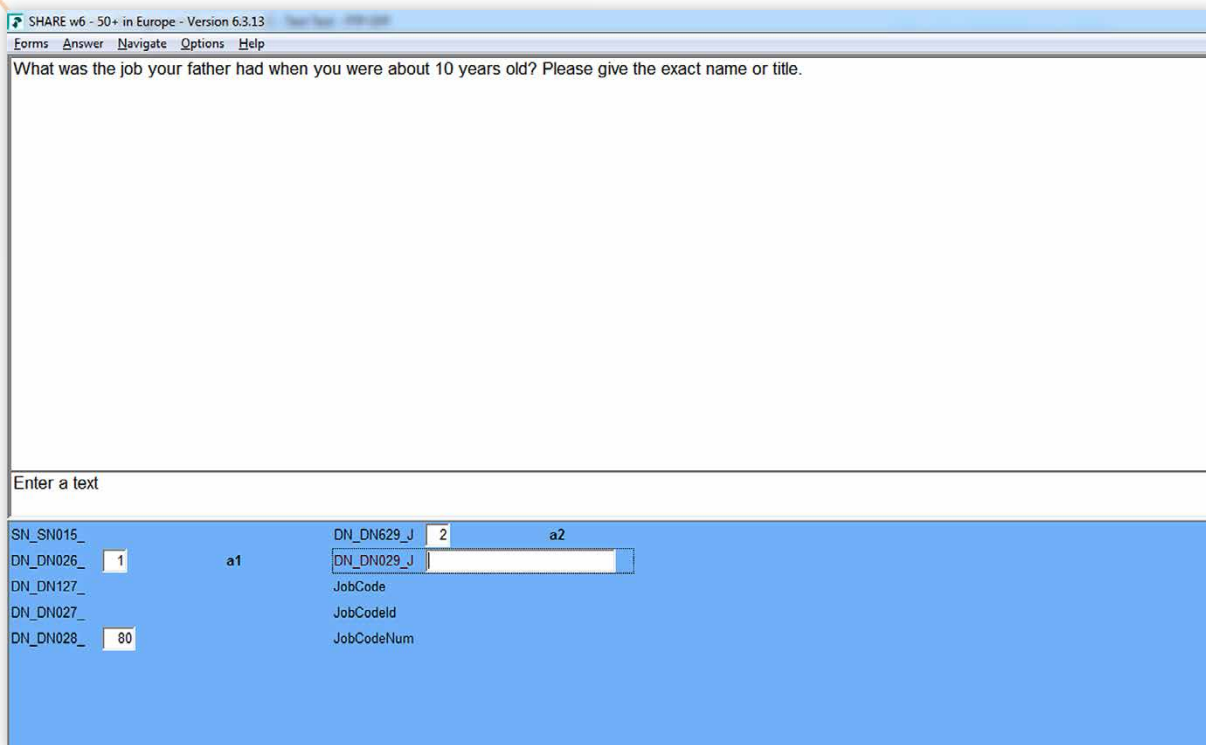 SHARE w6 - 50+ in Europe - Version 6.3.13
Forms Answer Navigate Options Help
What was the job your father had when you were about 10 years old? Please give the exact name or title.
Enter a text
SN_SN015_ DN_DN629_J 2 a2
DN_DN026_ 1 a1 DN_DN029_J
DN_DN127_ JobCode
DN_DN027_ JobCodeId
DN_DN028_ 80 JobCodeNum